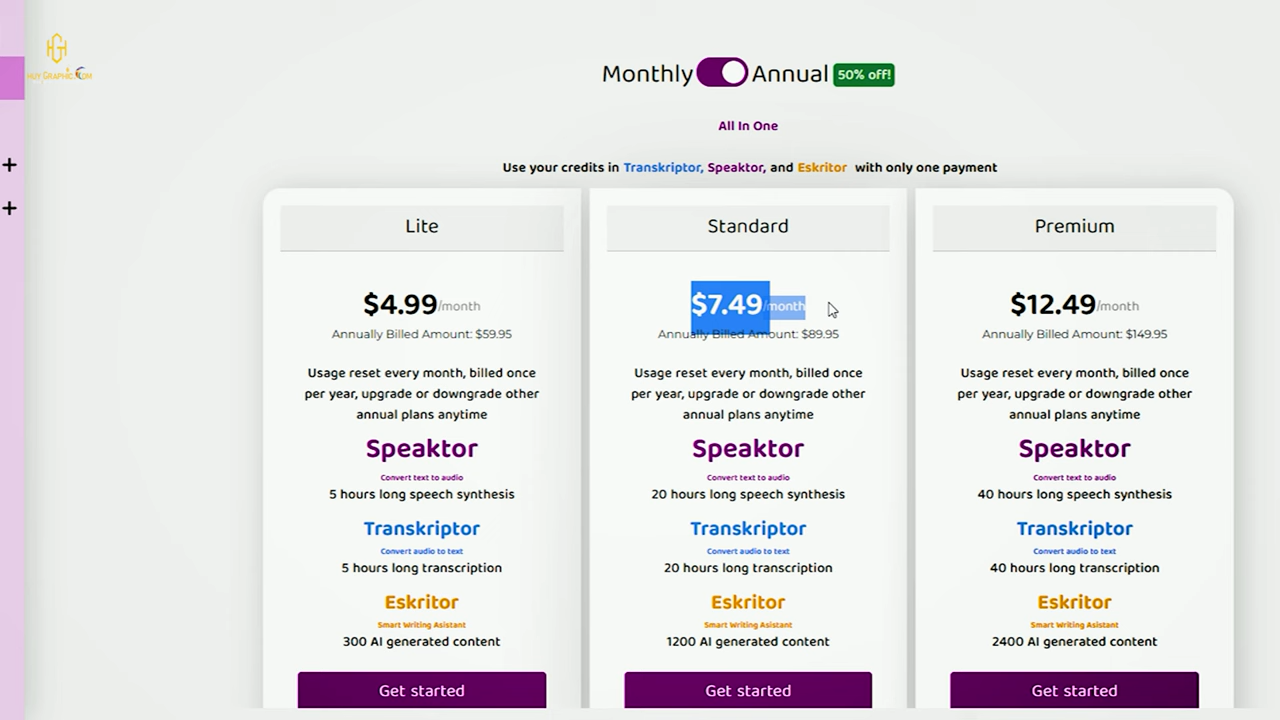 HUY GRAPHIC.COM
Monthly Annual 50% off!
All In One
Use your credits in Transkriptor, Speaktor, and Eskritor with only one payment
Lite
$4.99/month
Annually Billed Amount: $59.95
Usage reset every month, billed once
per year, upgrade or downgrade other
annual plans anytime
Speaktor
Convert text to audio
5 hours long speech synthesis
Transkriptor
Convert audio to text
5 hours long transcription
Eskritor
Smart Writing Asistant
300 AI generated content
Get started
Standard
$7.49/month
Annually Billed Amount: $89.95
Usage reset every month, billed once
per year, upgrade or downgrade other
annual plans anytime
Speaktor
Convert text to audio
20 hours long speech synthesis
Transkriptor
Convert audio to text
20 hours long transcription
Eskritor
Smart Writing Asistant
1200 AI generated content
Get started
Premium
$12.49/month
Annually Billed Amount: $149.95
Usage reset every month, billed once
per year, upgrade or downgrade other
annual plans anytime
Speaktor
Convert text to audio
40 hours long speech synthesis
Transkriptor
Convert audio to text
40 hours long transcription
Eskritor
Smart Writing Asistant
2400 AI generated content
Get started